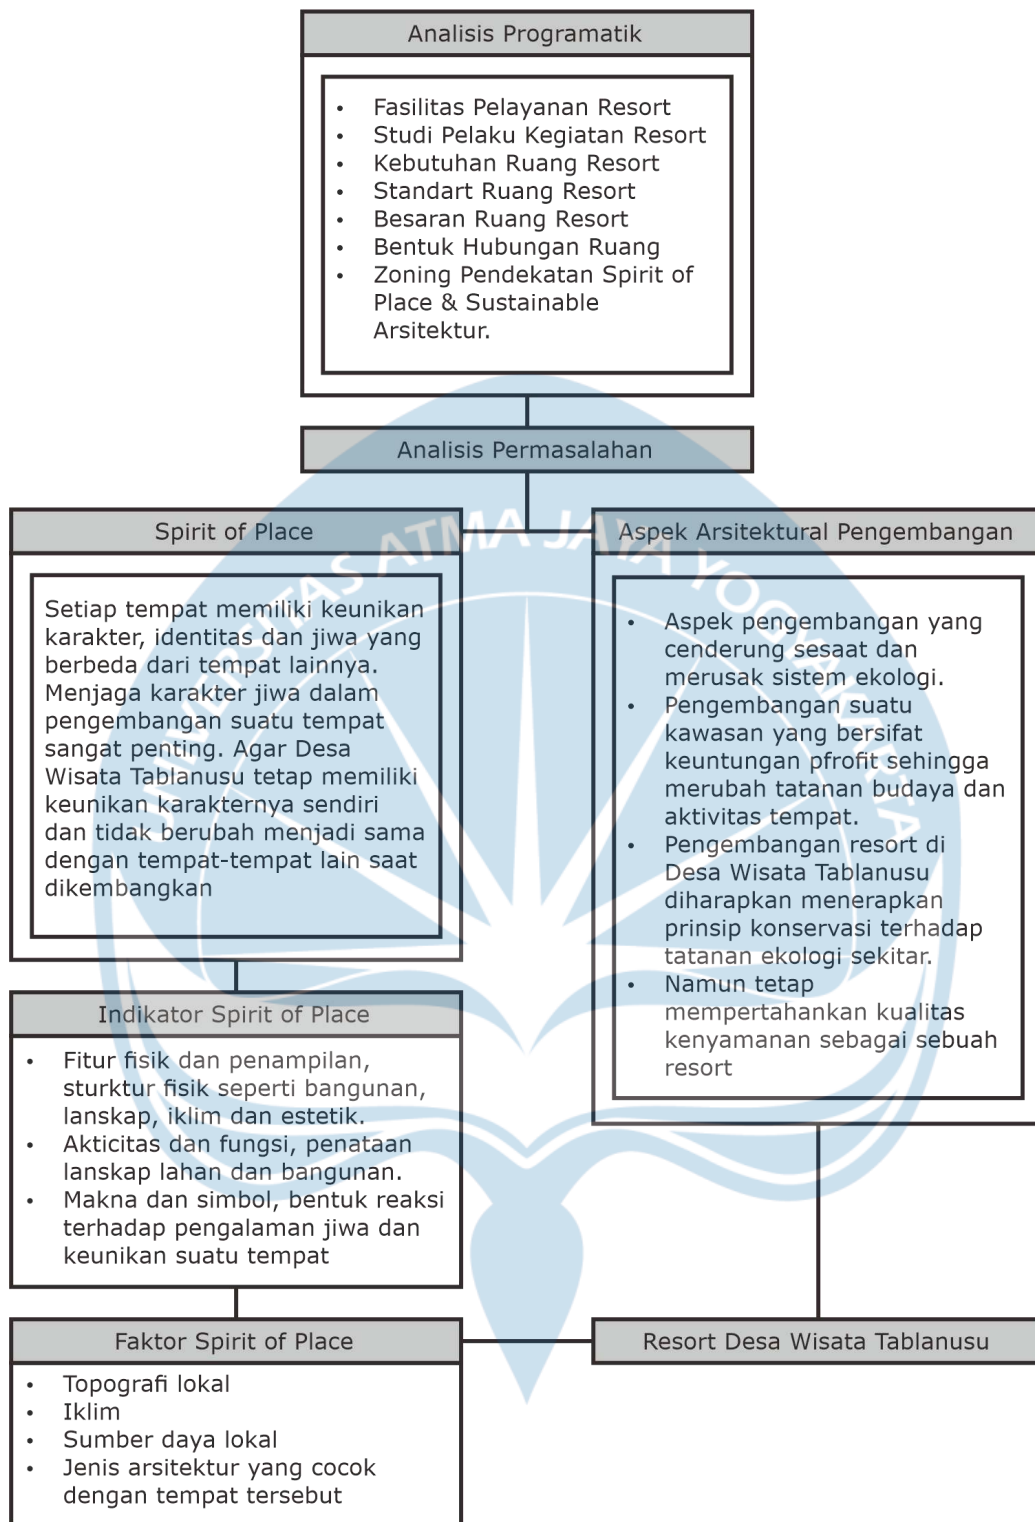 Analisis Programatik
• Fasilitas Pelayanan Resort
• Studi Pelaku Kegiatan Resort
• Kebutuhan Ruang Resort
• Standart Ruang Resort
• Besaran Ruang Resort
• Bentuk Hubungan Ruang
• Zoning Pendekatan Spirit of
Place & Sustainable
Arsitektur.
Analisis Permasalahan
Spirit of Place
Setiap tempat memiliki keunikan
karakter, identitas dan jiwa yang
berbeda dari tempat lainnya.
Menjaga karakter jiwa dalam
pengembangan suatu tempat
sangat penting. Agar Desa
Wisata Tablanusu tetap memiliki
keunikan karakternya sendiri
dan tidak berubah menjadi sama
dengan tempat-tempat lain saat
dikembangkan
Aspek Arsitektural Pengembangan
• Aspek pengembangan yang
cenderung sesaat dan
merusak sistem ekologi.
• Pengembangan suatu
kawasan yang bersifat
keuntungan pfrofit sehingga
merubah tatanan budaya dan
aktivitas tempat.
• Pengembangan resort di
Desa Wisata Tablanusu
diharapkan menerapkan
prinsip konservasi terhadap
tatanan ekologi sekitar.
• Namun tetap
mempertahankan kualitas
kenyamanan sebagai sebuah
resort
Indikator Spirit of Place
• Fitur fisik dan penampilan,
sturktur fisik seperti bangunan,
lanskap, iklim dan estetik.
• Akticitas dan fungsi, penataan
lanskap lahan dan bangunan.
• Makna dan simbol, bentuk reaksi
terhadap pengalaman jiwa dan
keunikan suatu tempat
Faktor Spirit of Place
• Topografi lokal
• Iklim
• Sumber daya lokal
• Jenis arsitektur yang cocok
dengan tempat tersebut
Resort Desa Wisata Tablanusu
UNIVERSITAS ATMA JAYA YOGYAKARTA